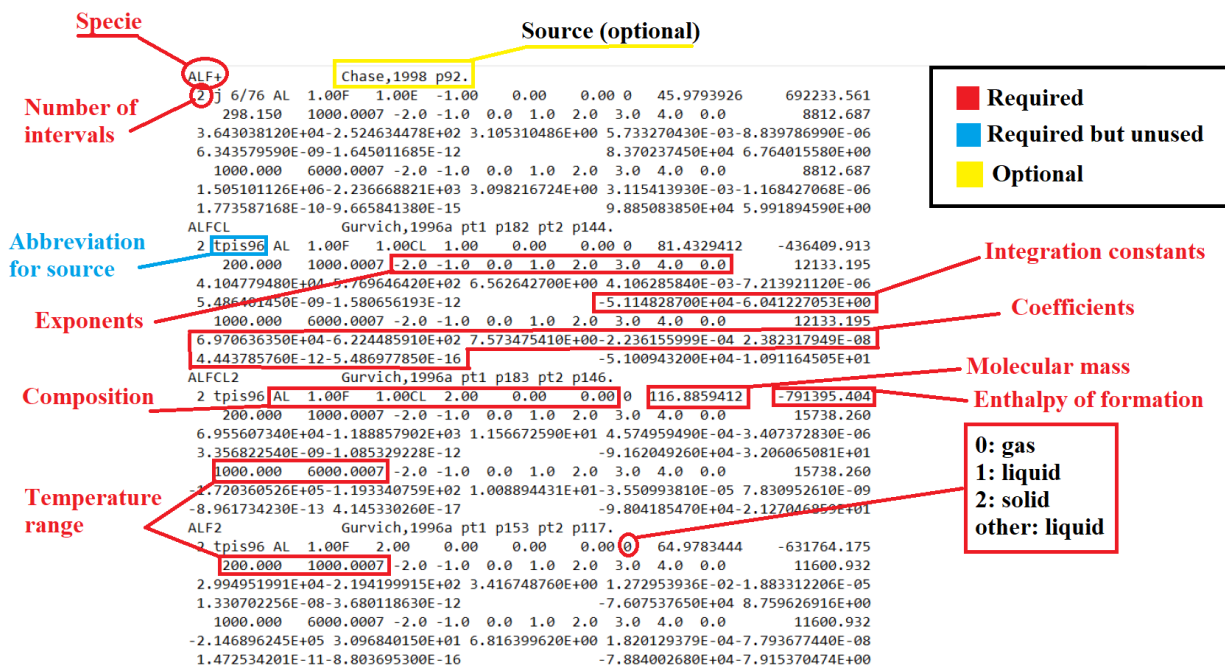 Specie
Source (optional)
ALF+ Chase,1998 p92.
Number of intervals
2 j 6/76 AL 1.00F 1.00E -1.00 0.00 0.00 0 45.9793926 692233.561
298.150 1000.0007 -2.0 -1.0 0.0 1.0 2.0 3.0 4.0 0.0 8812.687
3.643038120E+04-2.524634478E+02 3.105310486E+00 5.733270430E-03-8.839786990E-06
6.343579590E-09-1.645011685E-12 8.370237450E+04 6.764015580E+00
1000.000 6000.0007 -2.0 -1.0 0.0 1.0 2.0 3.0 4.0 0.0 8812.687
1.505101126E+06-2.236668821E+03 3.098216724E+00 3.115413930E-03-1.168427068E-06
1.773587168E-10-9.665841380E-15 9.885083850E+04 5.991894590E+00
Required
Required but unused
Optional
ALFCL Gurvich,1996a pt1 p182 pt2 p144.
Abbreviation for source
2 tpis96 AL 1.00F 1.00CL 1.00 0.00 0.00 0 81.4329412 -436409.913
200.000 1000.0007 -2.0 -1.0 0.0 1.0 2.0 3.0 4.0 0.0 12133.195
4.104779480E+04-5.769646420E+02 6.562642700E+00 4.106285840E-03-7.213921120E-06
5.486401450E-09-1.580656193E-12 -5.114828700E+04-6.041227053E+00
Integration constants
Exponents
1000.000 6000.0007 -2.0 -1.0 0.0 1.0 2.0 3.0 4.0 0.0 12133.195
6.970636350E+04-6.224485910E+02 7.573475410E+00-2.236155999E-04 2.382317949E-08
4.443785760E-12-5.486977850E-16 -5.100943200E+04-1.091164505E+01
Coefficients
ALFCL2 Gurvich,1996a pt1 p183 pt2 p146.
Molecular mass
Composition
2 tpis96 AL 1.00F 1.00CL 2.00 0.00 0.00 0 116.8859412 -791395.404
Enthalpy of formation
200.000 1000.0007 -2.0 -1.0 0.0 1.0 2.0 3.0 4.0 0.0 15738.260
6.955607340E+04-1.188857902E+03 1.156672590E+01 4.574959490E-04-3.407372830E-06
3.356822540E-09-1.085329228E-12 -9.162049260E+04-3.206065081E+01
1000.000 6000.0007 -2.0 -1.0 0.0 1.0 2.0 3.0 4.0 0.0 15738.260
-1.720360526E+05-1.193340759E+02 1.008894431E+01-3.550993810E-05 7.830952610E-09
-8.961734230E-13 4.145330260E-17 -9.804185470E+04-2.127046859E+01
Temperature range
0: gas
1: liquid
2: solid
other: liquid
ALF2 Gurvich,1996a pt1 p153 pt2 p117.
2 tpis96 AL 1.00F 2.00 0.00 0.00 0.00 0 64.9783444 -631764.175
200.000 1000.0007 -2.0 -1.0 0.0 1.0 2.0 3.0 4.0 0.0 11600.932
2.994951991E+04-2.194199915E+02 3.416748760E+00 1.272953936E-02-1.883312206E-05
1.330702256E-08-3.680118630E-12 -7.607537650E+04 8.759626916E+00
1000.000 6000.0007 -2.0 -1.0 0.0 1.0 2.0 3.0 4.0 0.0 11600.932
-2.146896245E+05 3.096840150E+01 6.816399620E+00 1.820129379E-04-7.793677440E-08
1.472534201E-11-8.803695300E-16 -7.884002680E+04-7.915370474E+00